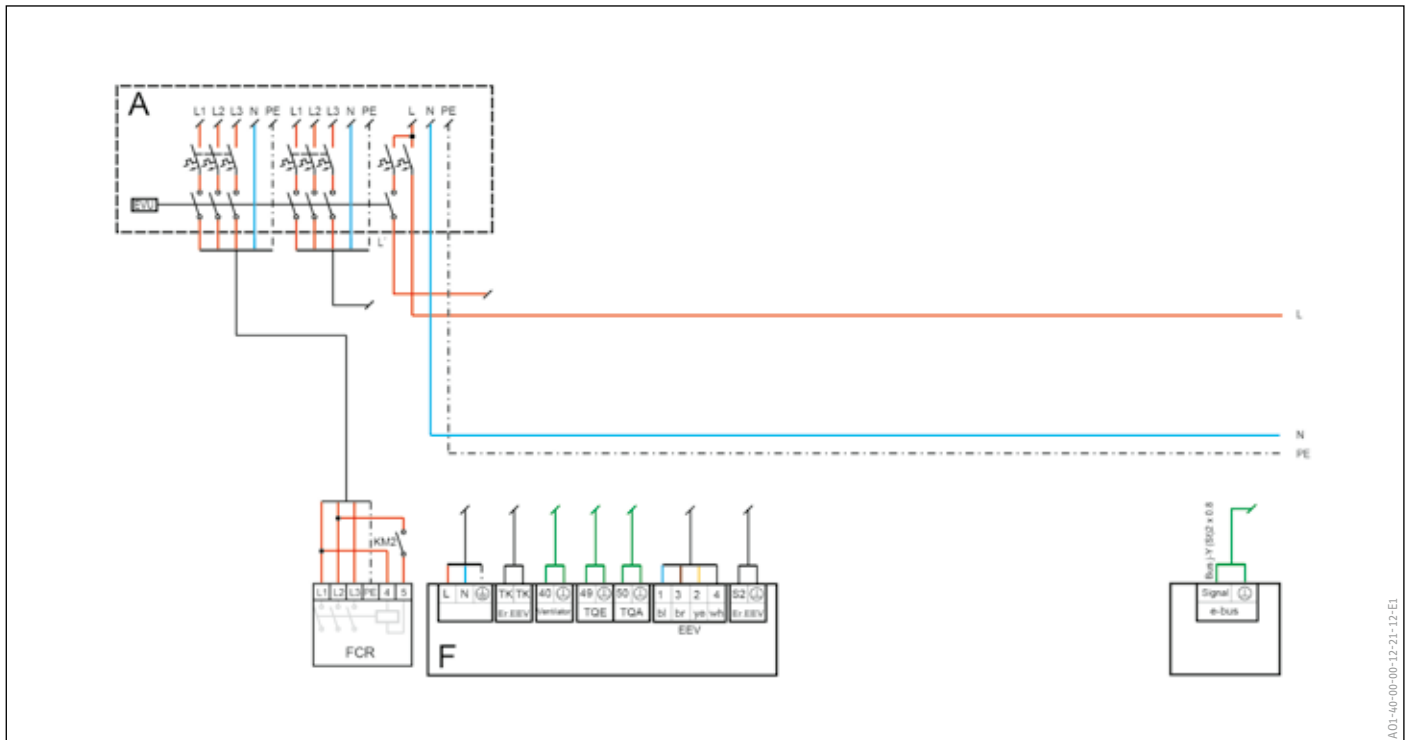 A
L1 L2 L3 N PE L1 L2 L3 N PE L N PE
EVU
L'
L
N
PE
KM2
L1 L2 L3 PE 4 5
FCR
L N
TK TK
Er.EEV
40
Ventilator
49
TQE
50
TQA
1 3 2 4
bl br ye wh
EEV
S2
Er.EEV
F
Bus j-Y (St)2 x 0.8
Signal
e-bus
A01-40-00-00-12-21-12-E1